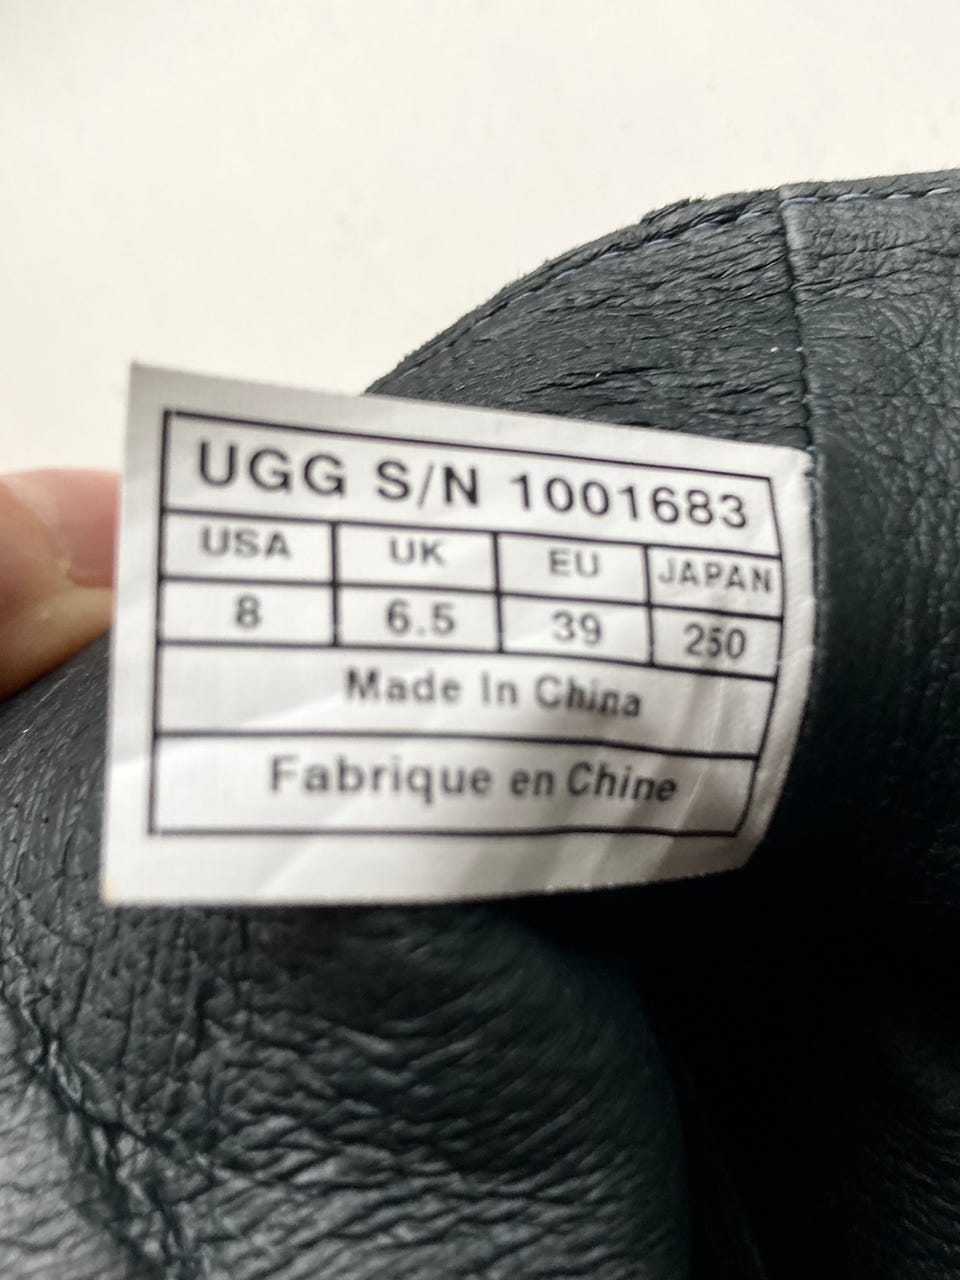 UGG S/N 1001683
USA UK EU JAPAN
8 6.5 39 250
Made In China
Fabrique en Chine